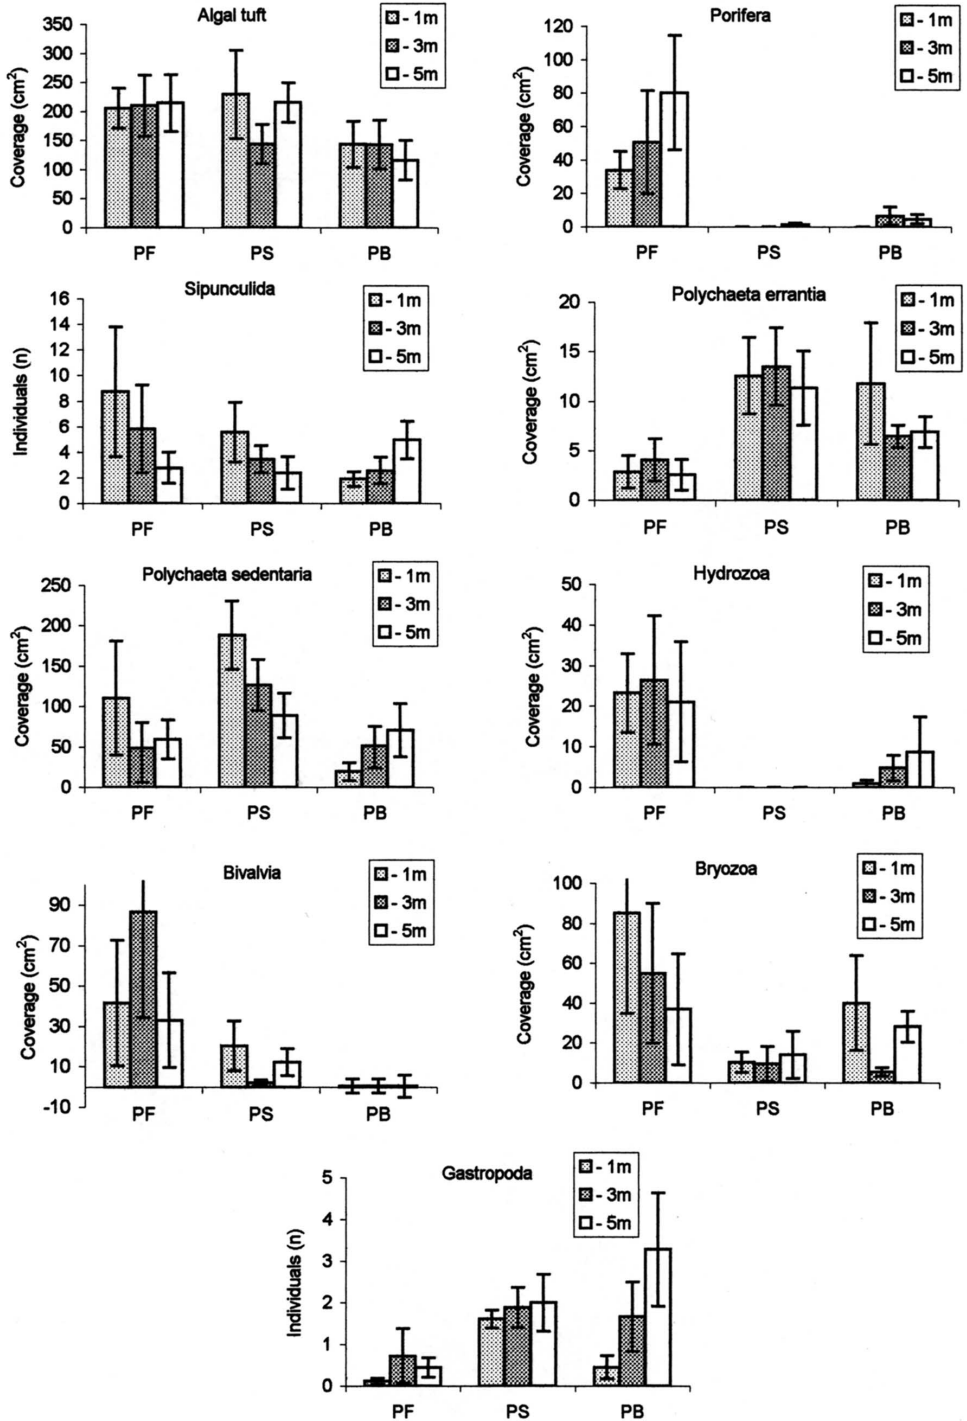 Algal tuft
- 1m
- 3m
- 5m
Coverage (cm²)
350
300
250
200
150
100
50
0
PF PS PB
Porifera
- 1m
- 3m
- 5m
Coverage (cm²)
120
100
80
60
40
20
0
PF PS PB
Sipunculida
- 1m
- 3m
- 5m
Individuals (n)
16
14
12
10
8
6
4
2
0
PF PS PB
Polychaeta errantia
- 1m
- 3m
- 5m
Coverage (cm²)
20
15
10
5
0
PF PS PB
Polychaeta sedentaria
- 1m
- 3m
- 5m
Coverage (cm²)
250
200
150
100
50
0
PF PS PB
Hydrozoa
- 1m
- 3m
- 5m
Coverage (cm²)
50
40
30
20
10
0
PF PS PB
Bivalvia
- 1m
- 3m
- 5m
Coverage (cm²)
90
70
50
30
10
-10
PF PS PB
Bryozoa
- 1m
- 3m
- 5m
Coverage (cm²)
100
80
60
40
20
0
PF PS PB
Gastropoda
- 1m
- 3m
- 5m
Individuals (n)
5
4
3
2
1
0
PF PS PB